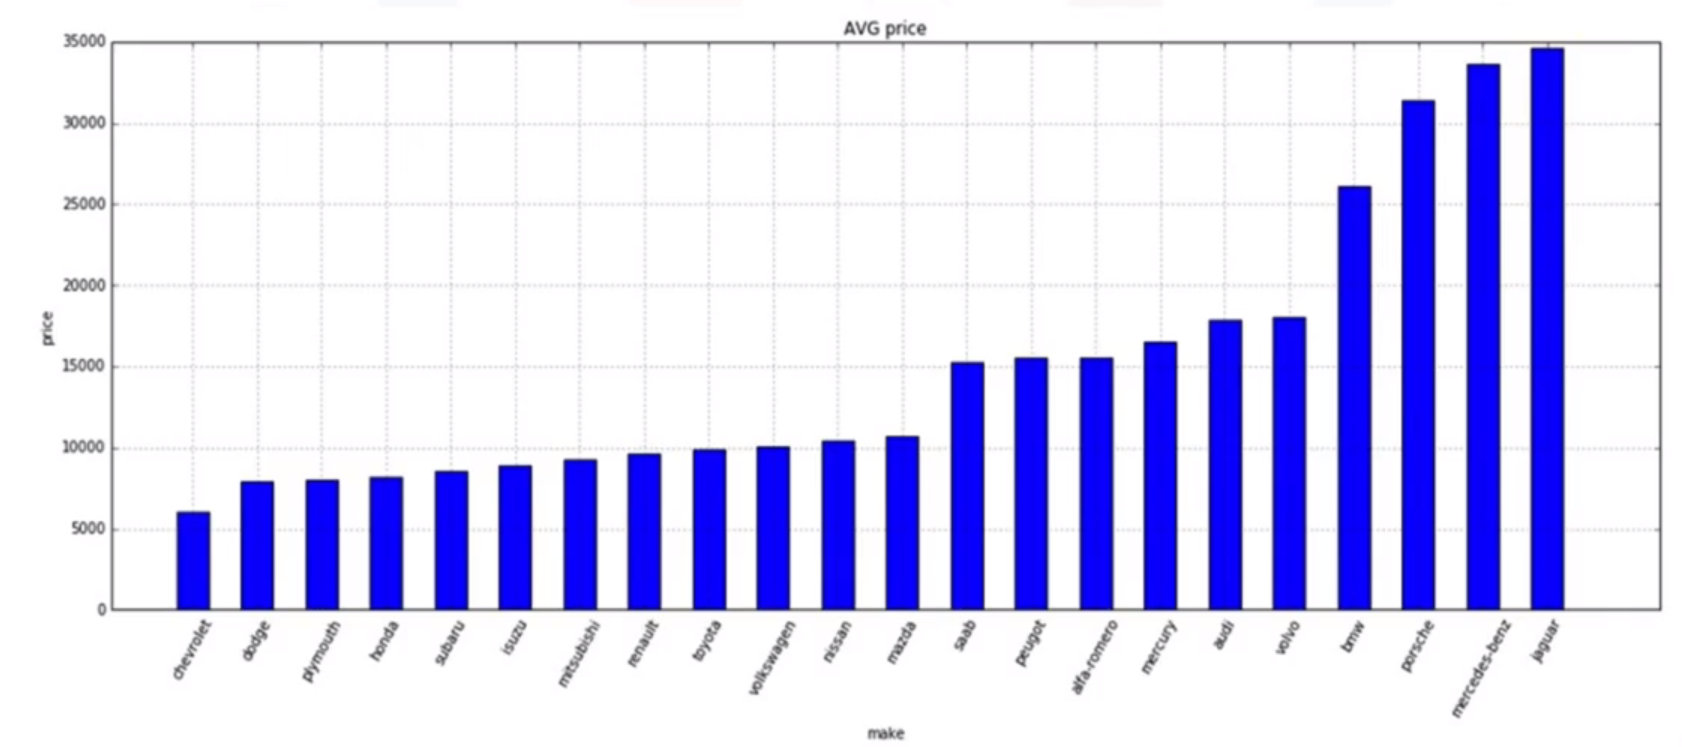 AVG price
35000
30000
25000
20000
15000
10000
5000
0
price
chevrolet
dodge
plymouth
honda
subaru
isuzu
mitsubishi
renault
toyota
volkswagen
nissan
mazda
saab
peugot
alfa-romero
mercury
audi
volvo
bmw
porsche
mercedes-benz
jaguar
make